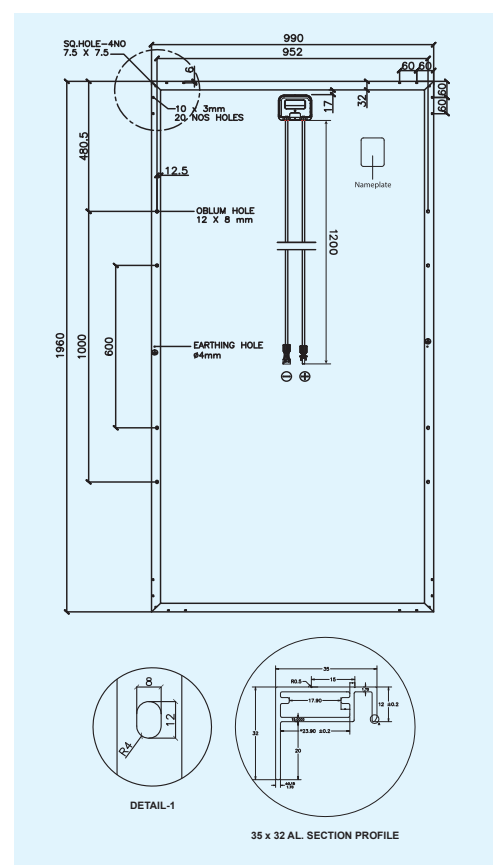 990
SQ.HOLE-4NO
7.5 X 7.5
952
6
60 60
60
60
17
32
10 x 3mm
20 NOS HOLES
480.5
12.5
Nameplate
OBLUM HOLE
12 X 8 mm
1200
1960
1000
600
EARTHING HOLE
ø4mm
8
12
R4
DETAIL-1
35
R0.5
15
17.90
12 ±0.2
32
*23.90 ±0.2
20
35 x 32 AL. SECTION PROFILE